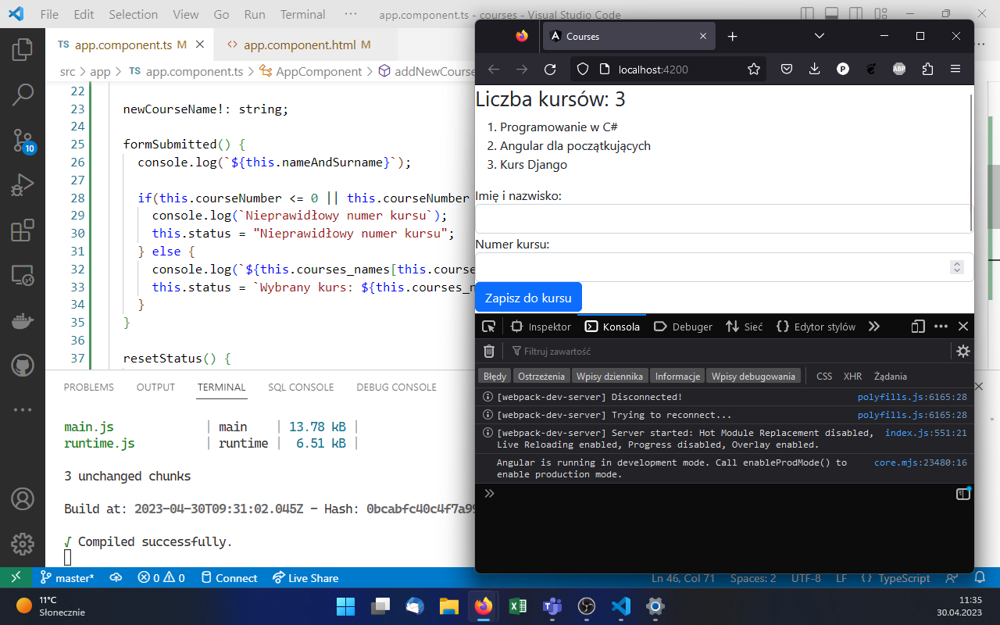 File Edit Selection View Go Run Terminal ··· app.component.ts - courses - Visual Studio Code
TS app.component.ts M
<> app.component.html M
src > app > TS app.component.ts > AppComponent > addNewCourse
22
23 newCourseName!: string;
24
25 formSubmitted() {
26 console.log(`${this.nameAndSurname}`);
27
28 if(this.courseNumber <= 0 || this.courseNumber
29 console.log(`Nieprawidłowy numer kursu`);
30 this.status = "Nieprawidłowy numer kursu";
31 } else {
32 console.log(`${this.courses_names[this.course
33 this.status = `Wybrany kurs: ${this.courses_n
34 }
35 }
36
37 resetStatus() {
10
PROBLEMS OUTPUT TERMINAL SQL CONSOLE DEBUG CONSOLE
main.js | main | 13.78 kB |
runtime.js | runtime | 6.51 kB |
3 unchanged chunks
Build at: 2023-04-30T09:31:02.045Z - Hash: 0bcabfc40c4f7a99
√ Compiled successfully.
master* 0 0 Connect Live Share
Ln 46, Col 71 Spaces: 2 UTF-8 LF {} TypeScript
Courses
localhost:4200
P
ABP
Liczba kursów: 3
1. Programowanie w C#
2. Angular dla początkujących
3. Kurs Django
Imię i nazwisko:
Numer kursu:
Zapisz do kursu
Inspektor Konsola Debuger Sieć {} Edytor stylów
Filtruj zawartość
Błędy Ostrzeżenia Wpisy dziennika Informacje Wpisy debugowania CSS XHR Żądania
[webpack-dev-server] Disconnected! polyfills.js:6165:28
[webpack-dev-server] Trying to reconnect... polyfills.js:6165:28
[webpack-dev-server] Server started: Hot Module Replacement disabled, index.js:551:21
Live Reloading enabled, Progress disabled, Overlay enabled.
Angular is running in development mode. Call enableProdMode() to core.mjs:23480:16
enable production mode.
11°C
Słonecznie
11:35
30.04.2023